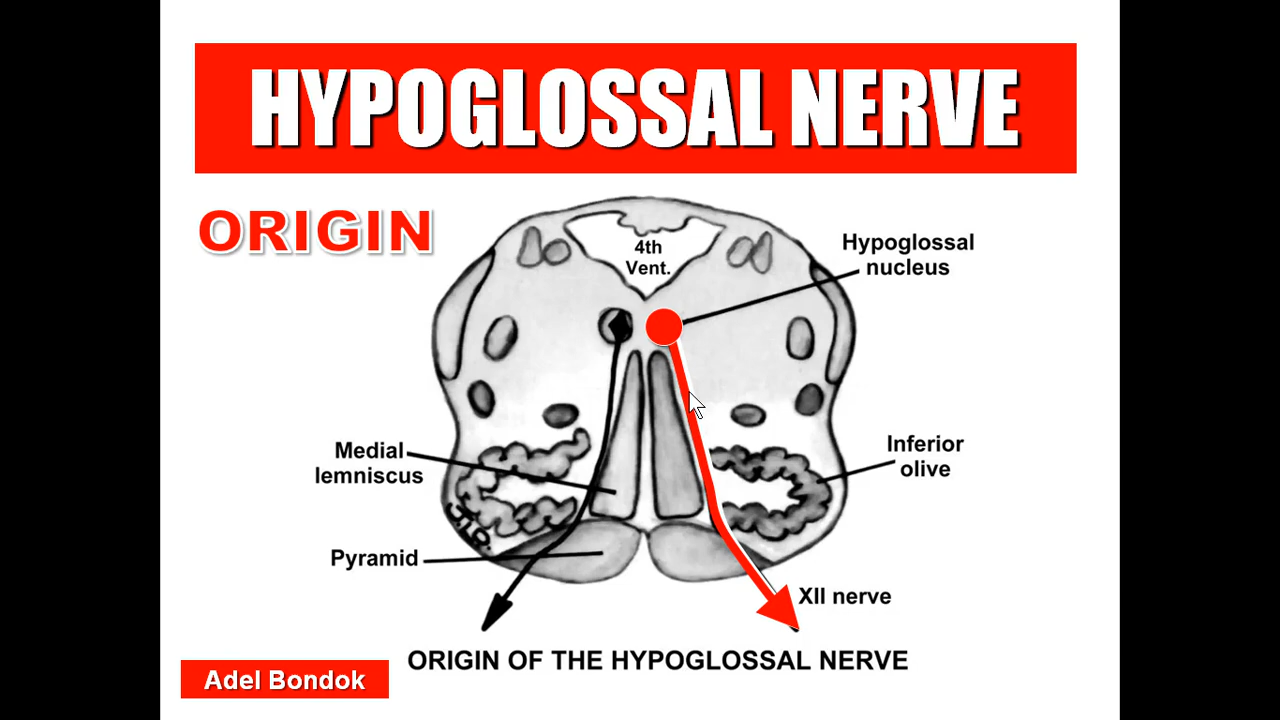 HYPOGLOSSAL NERVE
ORIGIN
4th
Vent.
Hypoglossal
nucleus
Medial
lemniscus
Inferior
olive
Pyramid
XII nerve
ORIGIN OF THE HYPOGLOSSAL NERVE
Adel Bondok